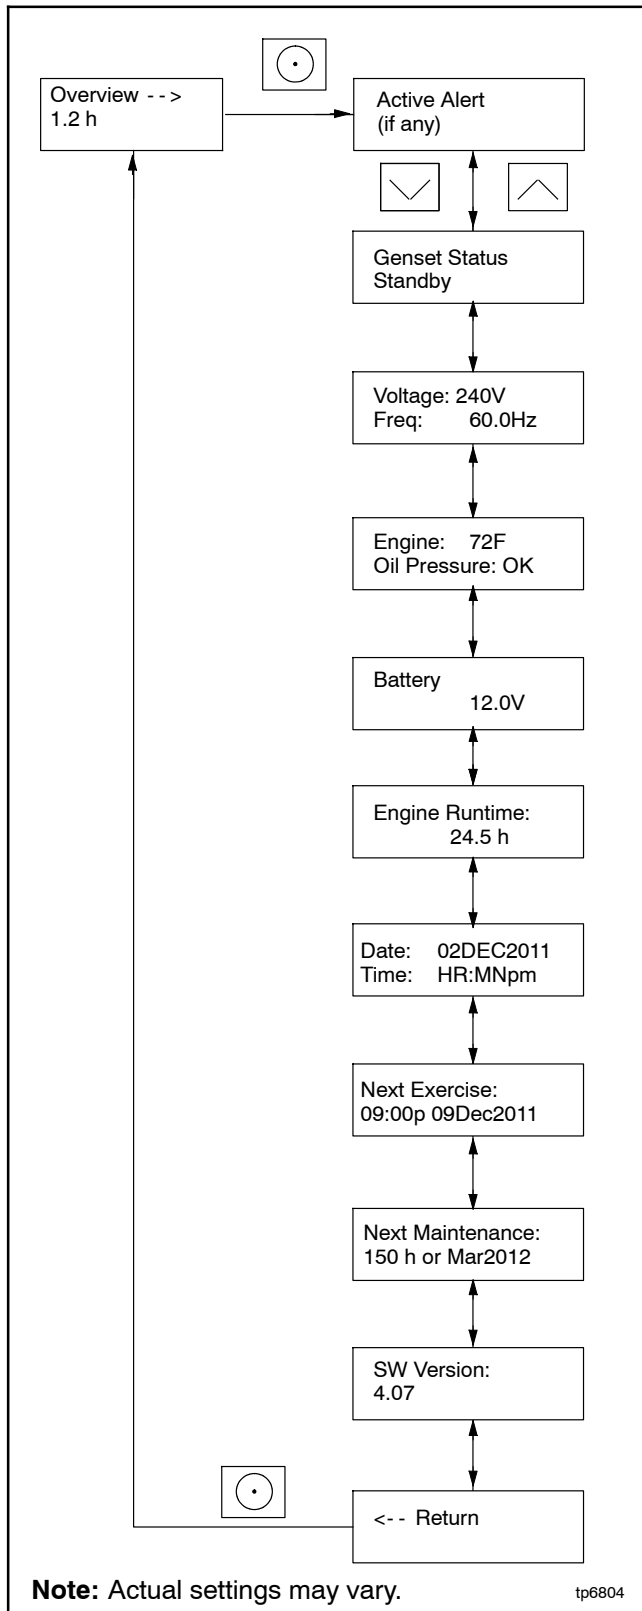 Overview - ->
1.2 h
Active Alert
(if any)
Genset Status
Standby
Voltage: 240V
Freq: 60.0Hz
Engine: 72F
Oil Pressure: OK
Battery
12.0V
Engine Runtime:
24.5 h
Date: 02DEC2011
Time: HR:MNpm
Next Exercise:
09:00p 09Dec2011
Next Maintenance:
150 h or Mar2012
SW Version:
4.07
<- - Return
Note: Actual settings may vary.
tp6804